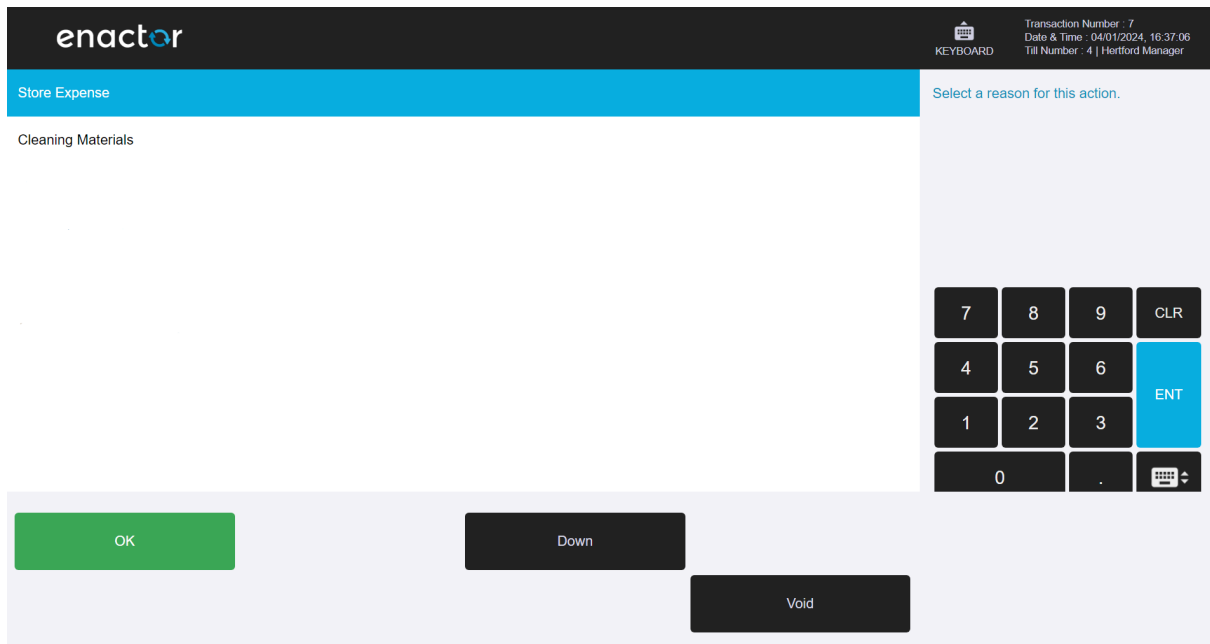 enactor
KEYBOARD
Transaction Number : 7
Date & Time : 04/01/2024, 16:37:06
Till Number : 4 | Hertford Manager
Store Expense
Select a reason for this action.
Cleaning Materials
7 8 9 CLR
4 5 6
ENT
1 2 3
0 .
OK
Down
Void